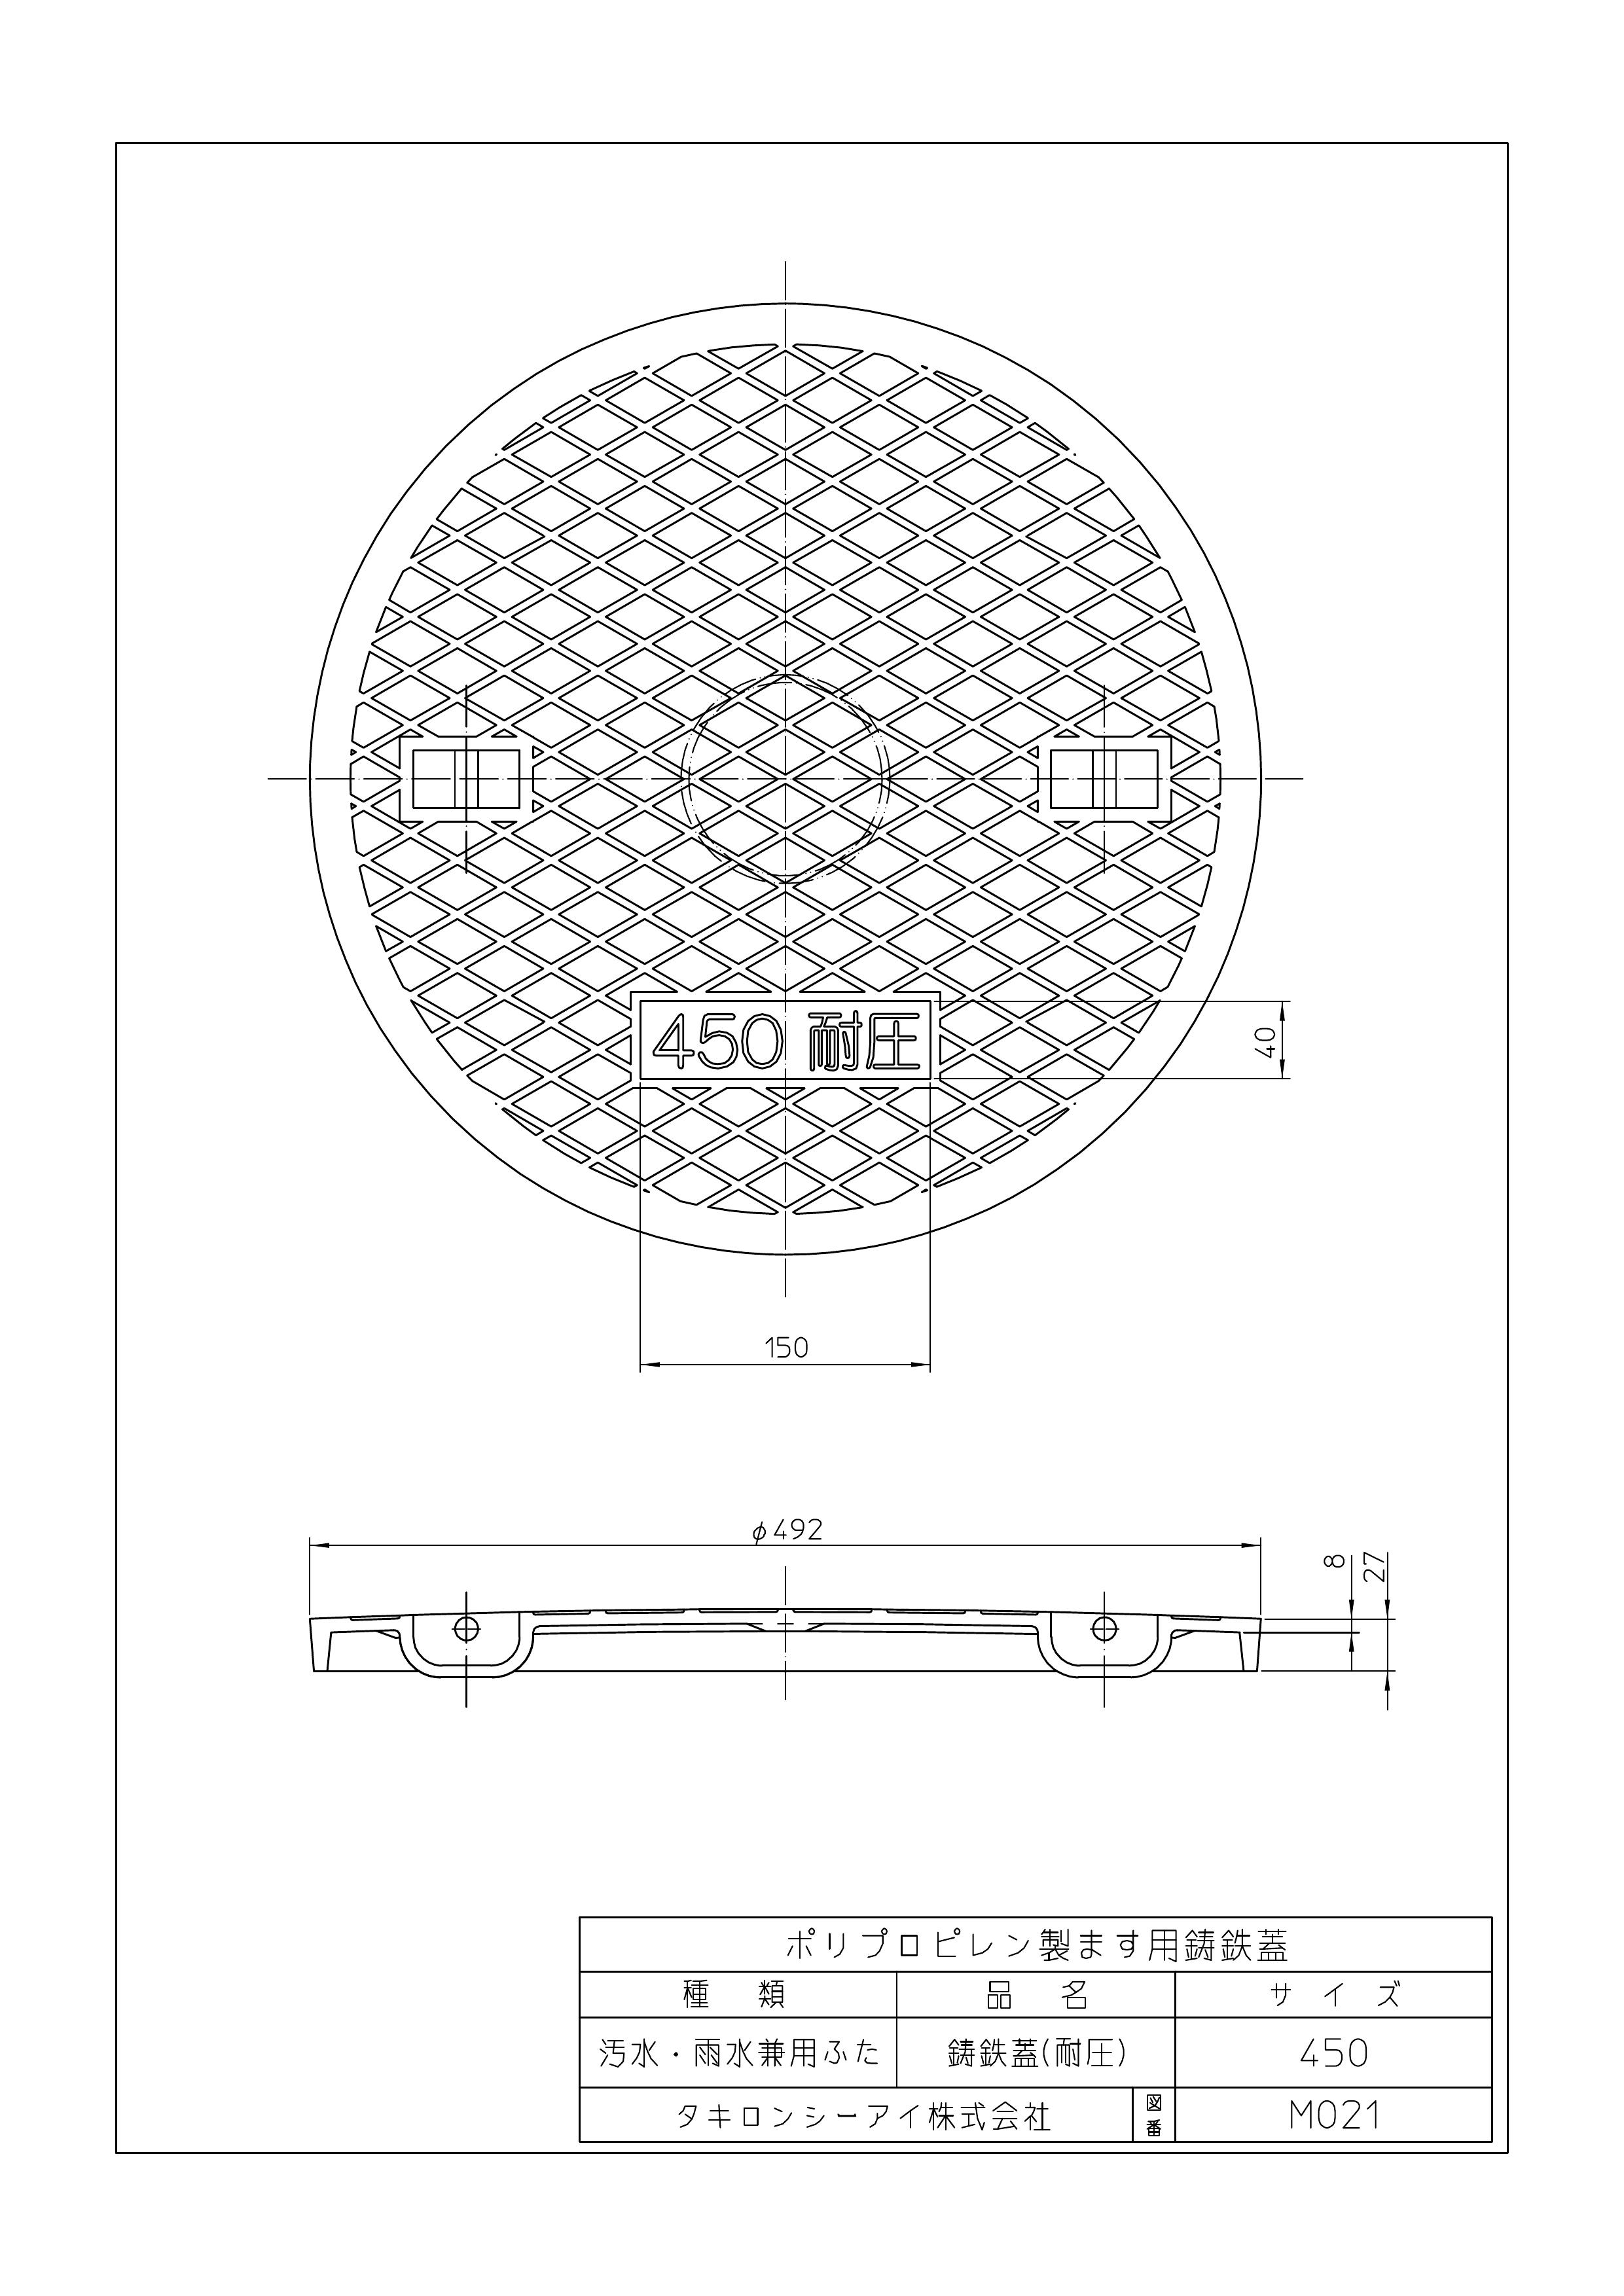 450 耐圧
40
150
φ492
8
27
ポリプロピレン製ます用鋳鉄蓋
種 類 品 名 サ イ ズ
汚水・雨水兼用ふた 鋳鉄蓋(耐圧) 450
タキロンシーアイ株式会社 図番 M021